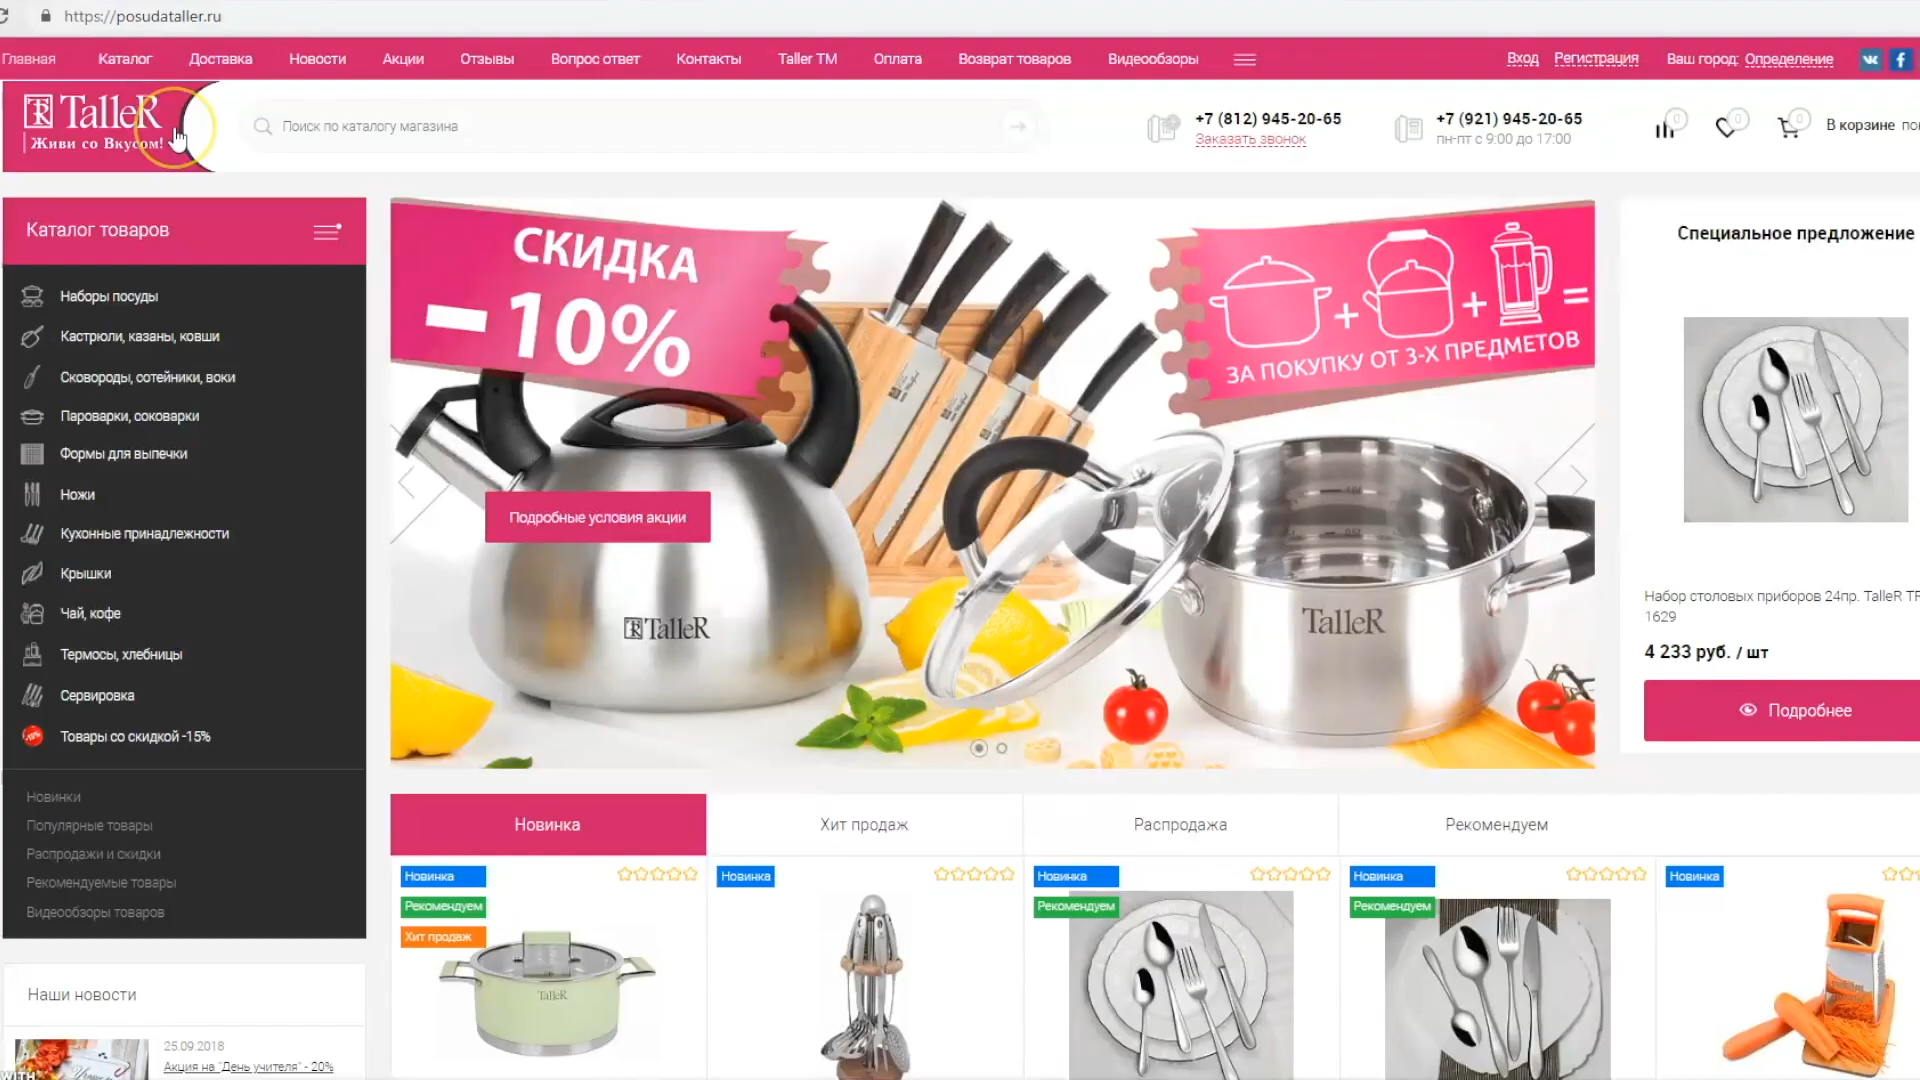 https://posudataller.ru
Главная Каталог Доставка Новости Акции Отзывы Вопрос ответ Контакты Taller TM Оплата Возврат товаров Видеообзоры Вход Регистрация Ваш город: Определение
TalleR
Живи со Вкусом!
Поиск по каталогу магазина
+7 (812) 945-20-65
Заказать звонок
+7 (921) 945-20-65
пн-пт с 9:00 до 17:00
0
0
0
В корзине
Каталог товаров
Наборы посуды
Кастрюли, казаны, ковши
Сковороды, сотейники, воки
Пароварки, соковарки
Формы для выпечки
Ножи
Кухонные принадлежности
Крышки
Чай, кофе
Термосы, хлебницы
Сервировка
Товары со скидкой -15%
Новинки
Популярные товары
Распродажи и скидки
Рекомендуемые товары
Видеообзоры товаров
Наши новости
25.09.2018
Акция на "День учителя" - 20%
WITH
СКИДКА
- 10%
+ + =
ЗА ПОКУПКУ ОТ 3-Х ПРЕДМЕТОВ
Подробные условия акции
TalleR
TalleR
Специальное предложение
Набор столовых приборов 24пр. TalleR TR
1629
4 233 руб. / шт
Подробнее
Новинка Хит продаж Распродажа Рекомендуем
Новинка
Рекомендуем
Хит продаж
TalleR
Новинка
Новинка
Рекомендуем
Новинка
Рекомендуем
Новинка